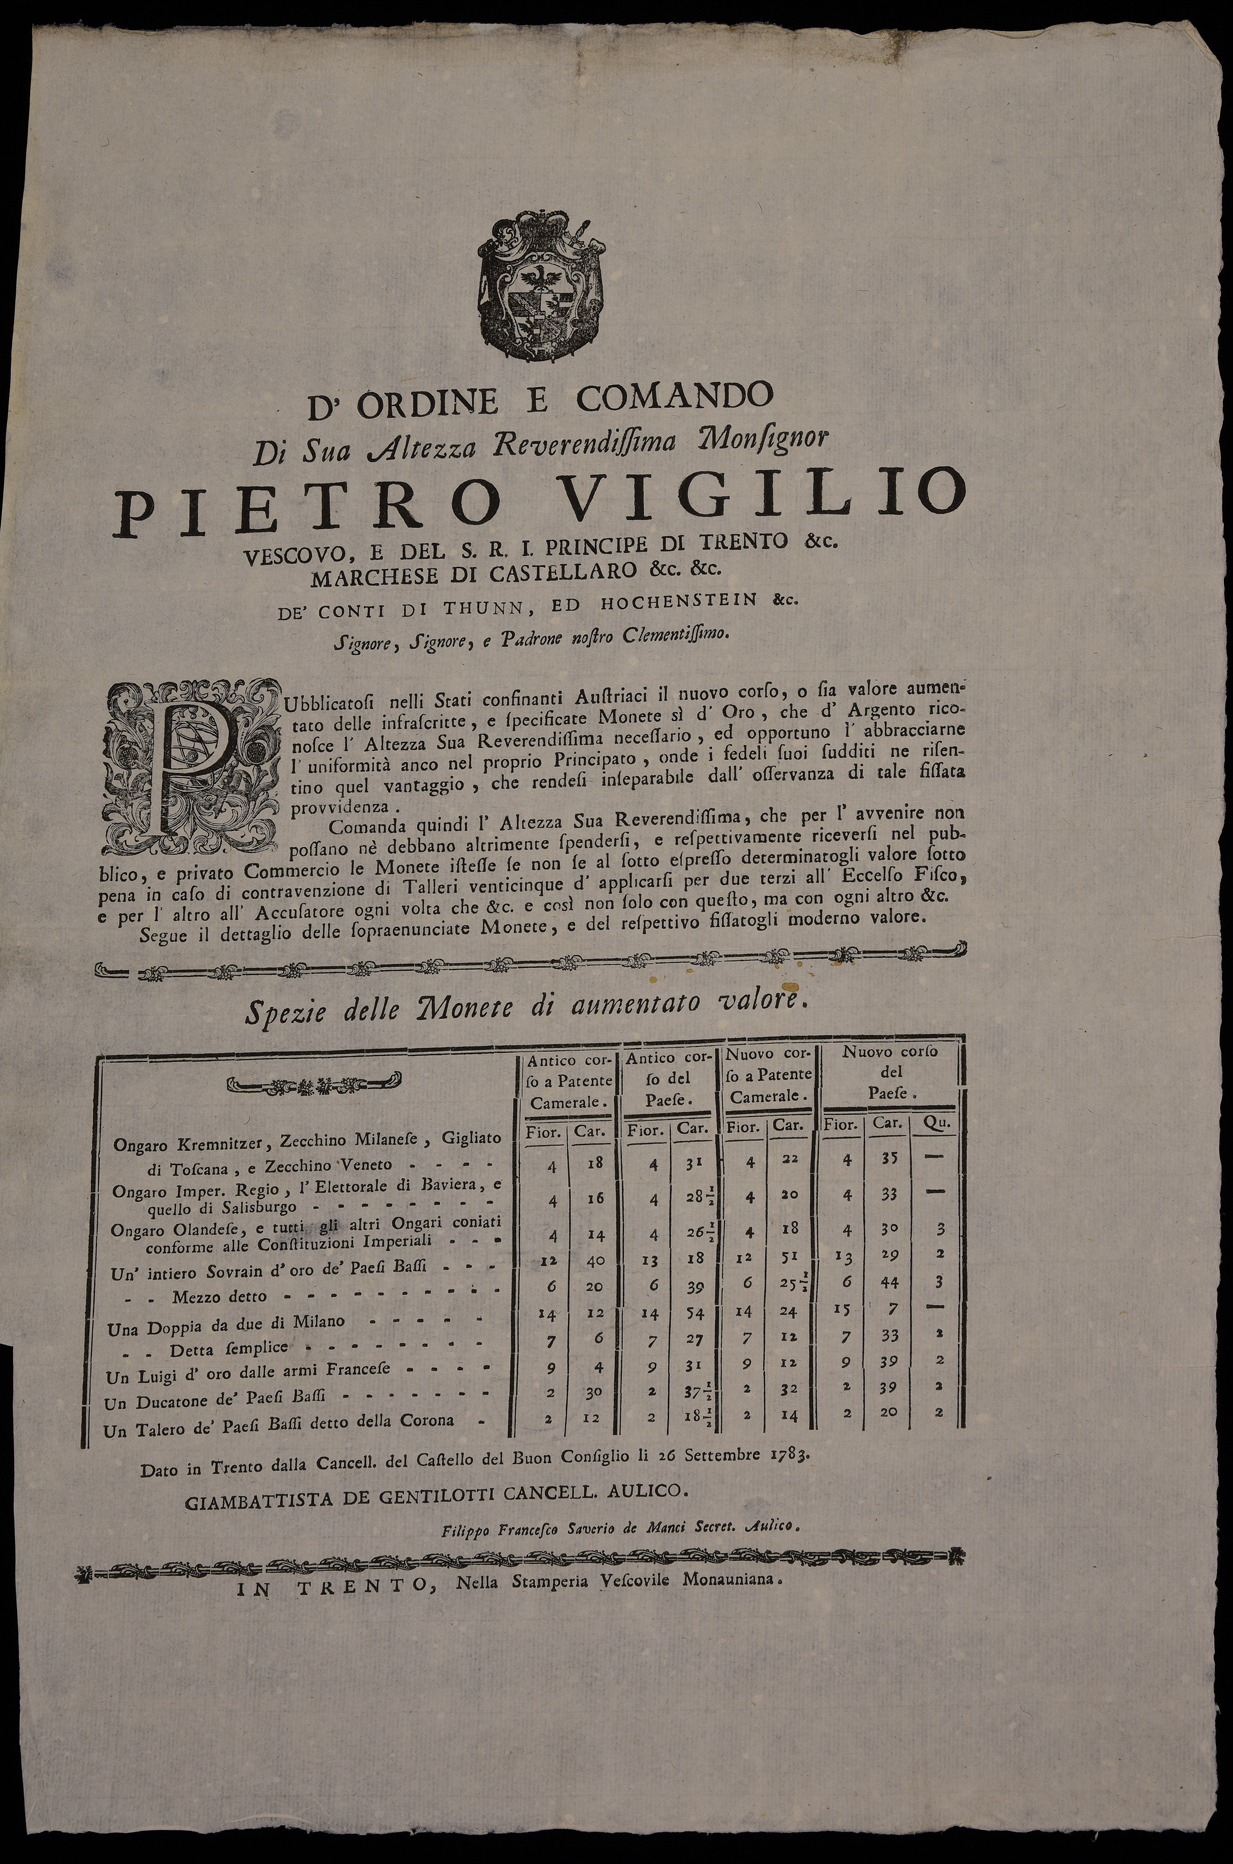 D' ORDINE E COMANDO
Di Sua Altezza Reverendiſſima Monſignor
PIETRO VIGILIO
VESCOVO, E DEL S. R. I. PRINCIPE DI TRENTO &c.
MARCHESE DI CASTELLARO &c. &c.
DE' CONTI DI THUNN, ED HOCHENSTEIN &c.
Signore, Signore, e Padrone noſtro Clementiſſimo.
PUbblicatoſi nelli Stati confinanti Auſtriaci il nuovo corſo, o ſia valore aumen-
tato delle infraſcritte, e ſpecificate Monete sì d' Oro, che d' Argento rico-
noſce l' Altezza Sua Reverendiſſima neceſſario, ed opportuno l' abbracciarne
l' uniformità anco nel proprio Principato, onde i fedeli ſuoi ſudditi ne riſen-
tino quel vantaggio, che rendeſi inſeparabile dall' oſſervanza di tale fiſſata
provvidenza.
Comanda quindi l' Altezza Sua Reverendiſſima, che per l' avvenire non
poſſano nè debbano altrimente ſpenderſi, e reſpettivamente riceverſi nel pub-
blico, e privato Commercio le Monete iſteſſe ſe non ſe al ſotto eſpreſſo determinatogli valore ſotto
pena in caſo di contravenzione di Talleri venticinque d' applicarſi per due terzi all' Eccelſo Fiſco,
e per l' altro all' Accuſatore ogni volta che &c. e così non ſolo con queſto, ma con ogni altro &c.
Segue il dettaglio delle ſopraenunciate Monete, e del reſpettivo fiſſatogli moderno valore.
Spezie delle Monete di aumentato valore.
Antico cor- Antico cor- Nuovo cor- Nuovo corſo
ſo a Patente ſo del ſo a Patente del
Camerale. Paeſe. Camerale. Paeſe.
Fior. Car. Fior. Car. Fior. Car. Fior. Car. Qu.
Ongaro Kremnitzer, Zecchino Milaneſe, Gigliato
di Toſcana, e Zecchino Veneto - - - - 4 18 4 31 4 22 4 35 —
Ongaro Imper. Regio, l' Elettorale di Baviera, e
quello di Salisburgo - - - - - - - - 4 16 4 28½ 4 20 4 33 —
Ongaro Olandeſe, e tutti gli altri Ongari coniati
conforme alle Conſtituzioni Imperiali - - - 4 14 4 26½ 4 18 4 30 3
Un' intiero Sovrain d' oro de' Paeſi Baſſi - - - 12 40 13 18 12 51 13 29 2
- - Mezzo detto - - - - - - - - - - 6 20 6 39 6 25½ 6 44 3
Una Doppia da due di Milano - - - - - 14 12 14 54 14 24 15 7 —
- - Detta ſemplice - - - - - - - - 7 6 7 27 7 12 7 33 2
Un Luigi d' oro dalle armi Franceſe - - - - 9 4 9 31 9 12 9 39 2
Un Ducatone de' Paeſi Baſſi - - - - - - - 2 30 2 37½ 2 32 2 39 2
Un Talero de' Paeſi Baſſi detto della Corona - 2 12 2 18½ 2 14 2 20 2
Dato in Trento dalla Cancell. del Caſtello del Buon Conſiglio li 26 Settembre 1783.
GIAMBATTISTA DE GENTILOTTI CANCELL. AULICO.
Filippo Franceſco Saverio de Manci Secret. Aulico.
IN TRENTO, Nella Stamperia Veſcovile Monauniana.